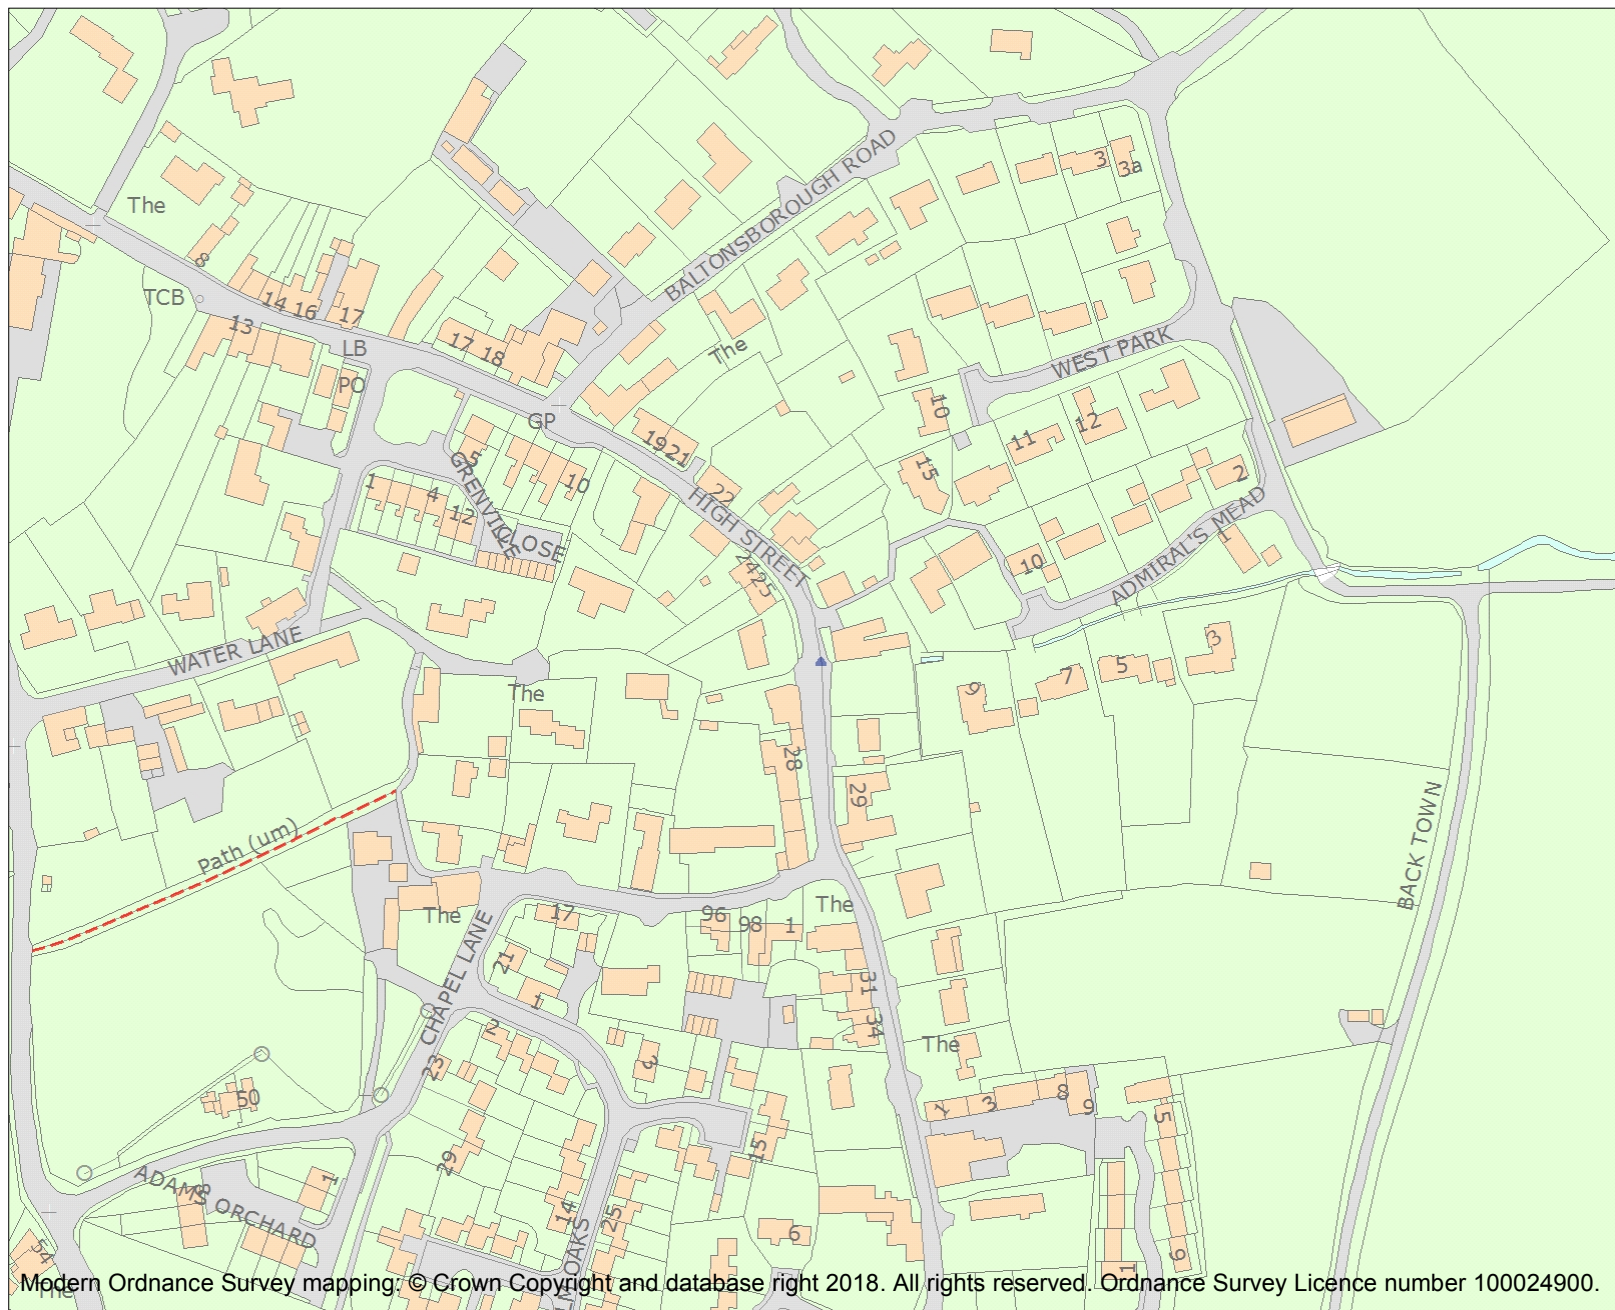 BALTONSBOROUGH ROAD
3
3a
The
8
TCB
14
16
17
13
LB
17
18
The
WEST PARK
PO
GP
10
12
19
21
11
5
15
1
4
10
22
2
GRENVILLE
12
HIGH STREET
ADMIRAL'S MEAD
CLOSE
1
24
25
10
WATER LANE
3
5
7
9
The
28
29
BACK TOWN
Path (um)
The
17
96
98
1
The
CHAPEL LANE
21
31
1
2
34
The
3
23
50
1
3
8
9
5
15
29
1
ADAMS ORCHARD
8
14
25
6
54
9
1
The
Modern Ordnance Survey mapping: © Crown Copyright and database right 2018. All rights reserved. Ordnance Survey Licence number 100024900.